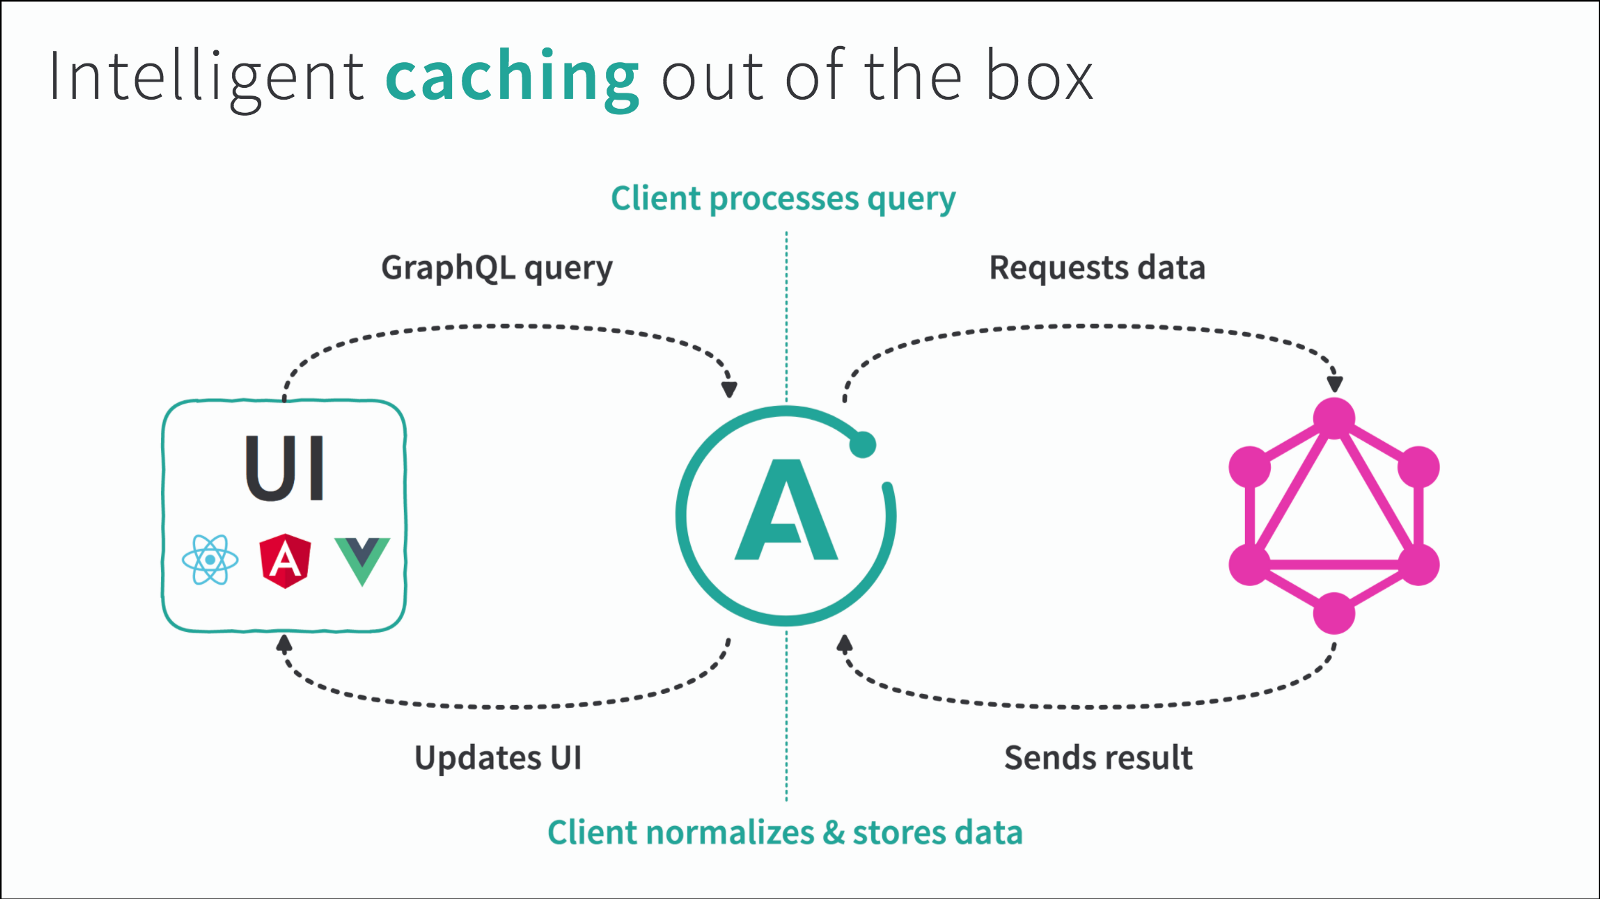 Intelligent caching out of the box
Client processes query
GraphQL query
Requests data
UI
A
A
Updates UI
Sends result
Client normalizes & stores data